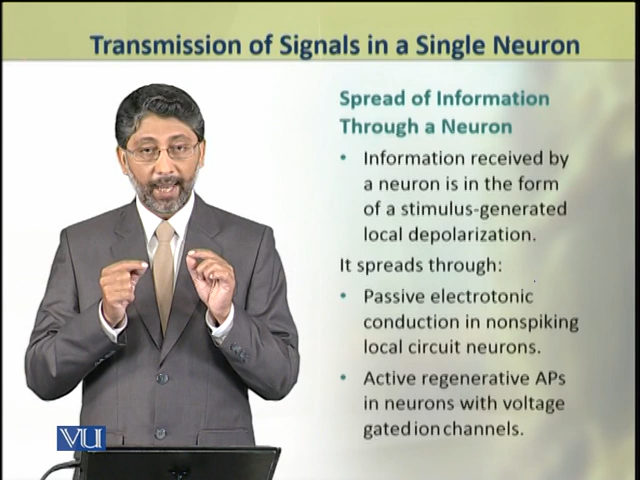 Transmission of Signals in a Single Neuron
Spread of Information
Through a Neuron
• Information received by
a neuron is in the form
of a stimulus-generated
local depolarization.
It spreads through:
• Passive electrotonic
conduction in nonspiking
local circuit neurons.
• Active regenerative APs
in neurons with voltage
gated ion channels.
VU